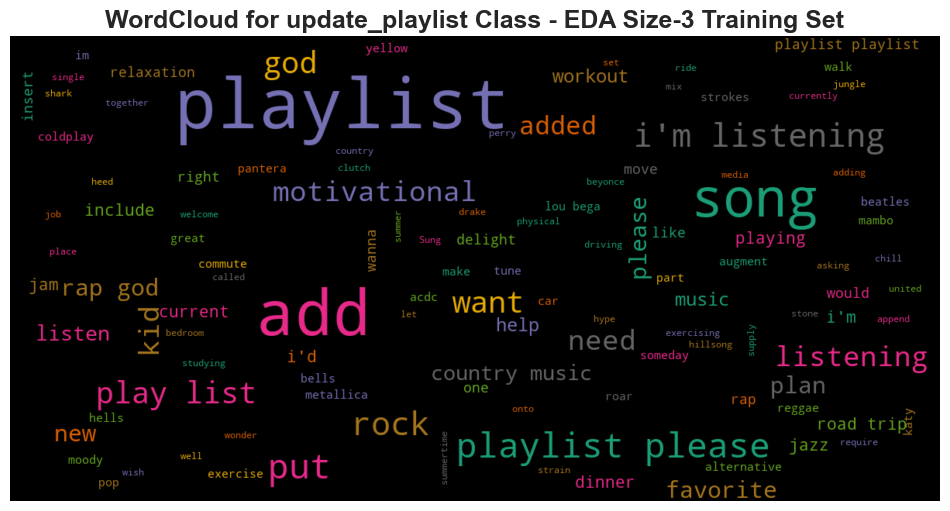 WordCloud for update_playlist Class - EDA Size-3 Training Set
im
yellow
playlist playlist
single
insert
relaxation
god
workout
set
ride
walk
shark
together
playlist
mix
strokes
currently
jungle
coldplay
perry
added
i'm listening
country
heed
right
pantera
clutch
move
media
adding
motivational
beyonce
song
job
include
welcome
summer
drake
lou bega
please
beatles
physical
mambo
place
great
wanna
Sung
delight
driving
like
playing
commute
called
make
tune
part
augment
asking
chill
jam
rap god
add
acdc
want
car
music
would
united
kid
current
let
help
hype
stone
i'm
append
listen
bedroom
need
exercising
hillsong
supply
studying
i'd
someday
listening
bells
country music
plan
play list
metallica
one
roar
rap
reggae
hells
rock
onto
road trip
katy
new
wonder
summertime
playlist please
jazz
require
moody
wish
well
exercise
put
strain
alternative
pop
dinner
favorite